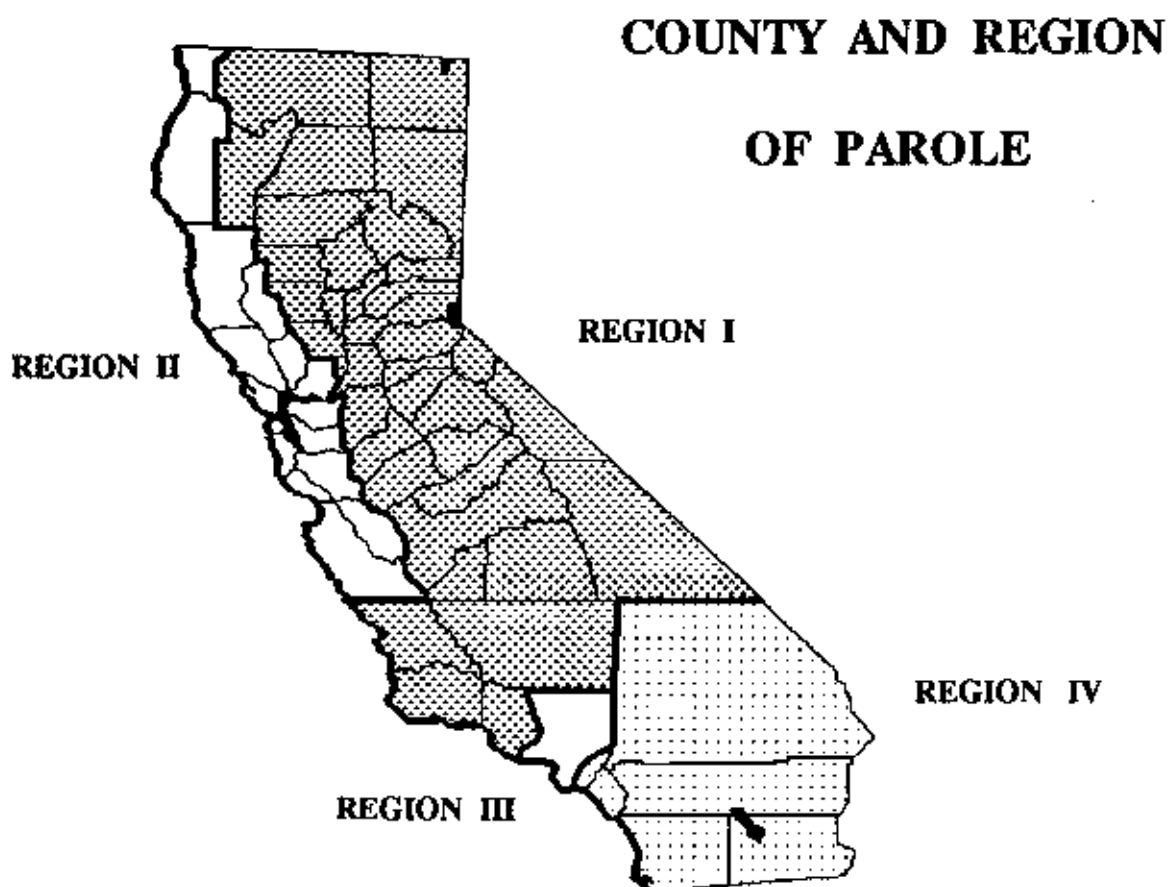 COUNTY AND REGION
OF PAROLE
REGION I
REGION II
REGION IV
REGION III